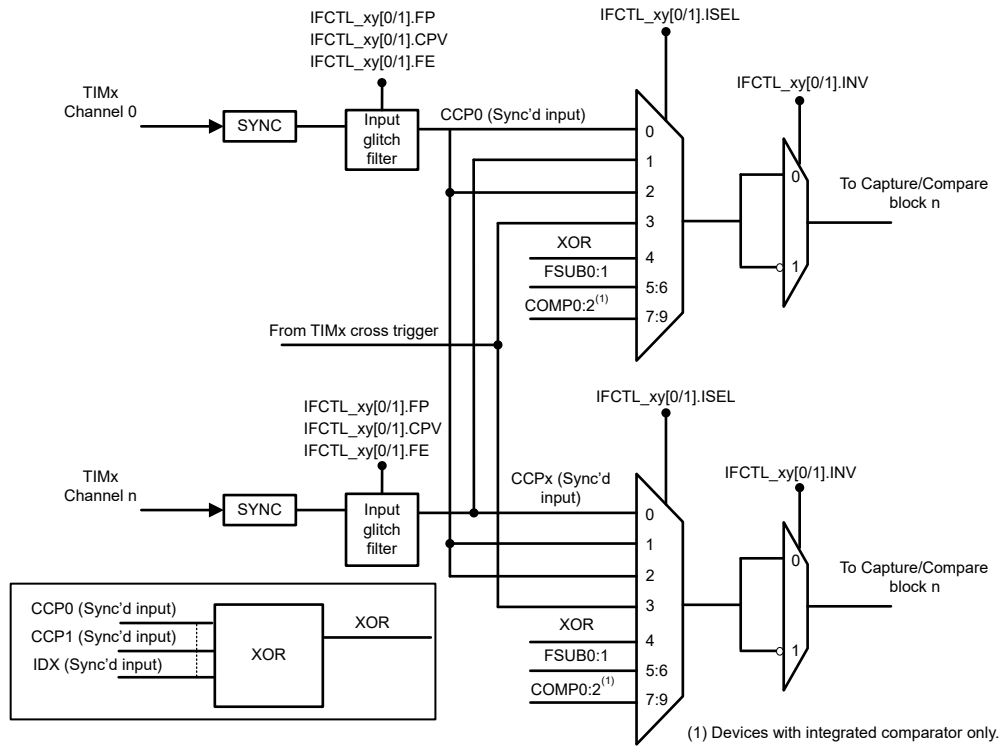 IFCTL_xy[0/1].FP
IFCTL_xy[0/1].CPV
IFCTL_xy[0/1].FE
IFCTL_xy[0/1].ISEL
IFCTL_xy[0/1].INV
TIMx
Channel 0
SYNC
Input
glitch
filter
CCP0 (Sync'd input)
0
1
2
3
XOR
4
FSUB0:1
5:6
COMP0:2(1)
7:9
0
1
To Capture/Compare
block n
From TIMx cross trigger
IFCTL_xy[0/1].FP
IFCTL_xy[0/1].CPV
IFCTL_xy[0/1].FE
IFCTL_xy[0/1].ISEL
IFCTL_xy[0/1].INV
TIMx
Channel n
SYNC
Input
glitch
filter
CCPx (Sync'd
input)
0
1
2
3
XOR
4
FSUB0:1
5:6
COMP0:2(1)
7:9
0
1
To Capture/Compare
block n
CCP0 (Sync'd input)
CCP1 (Sync'd input)
IDX (Sync'd input)
XOR
XOR
(1) Devices with integrated comparator only.